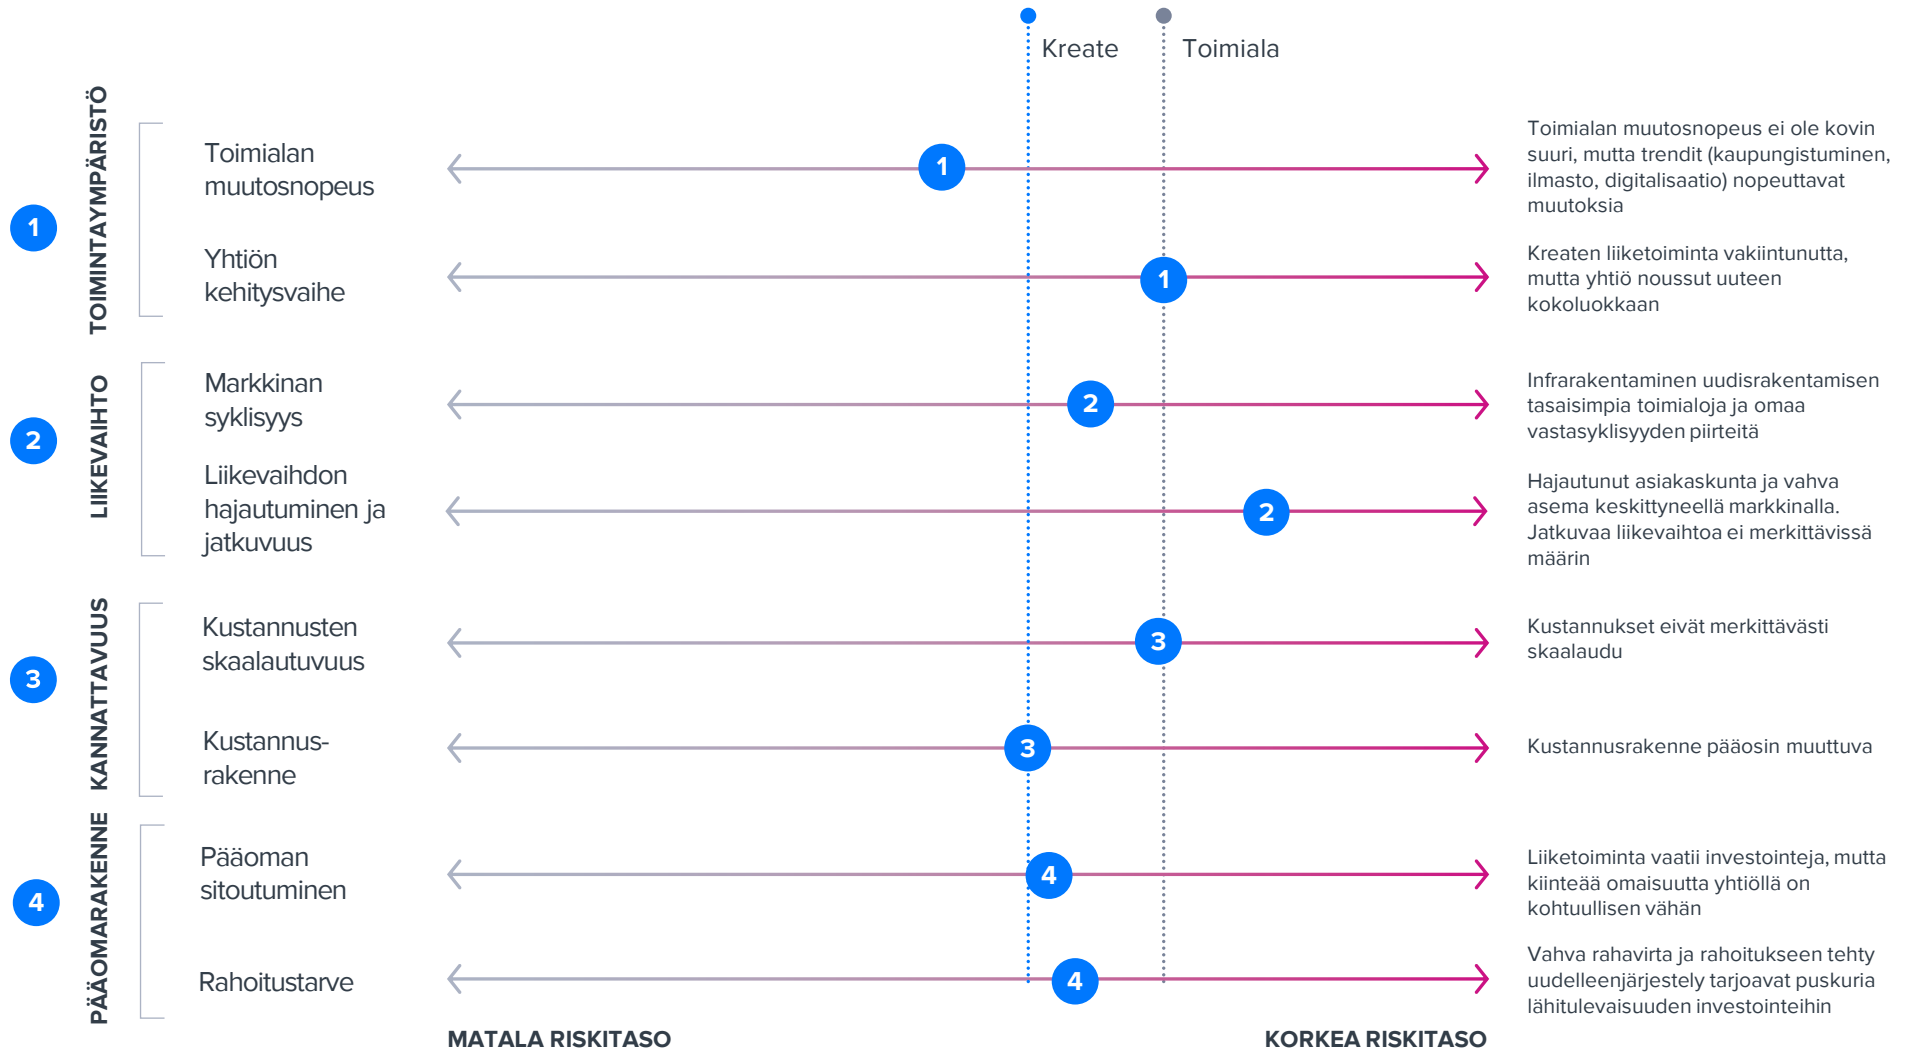 Kreate
Toimiala
1
TOIMINTAYMPÄRISTÖ
Toimialan
muutosnopeus
1
Toimialan muutosnopeus ei ole kovin
suuri, mutta trendit (kaupungistuminen,
ilmasto, digitalisaatio) nopeuttavat
muutoksia
Yhtiön
kehitysvaihe
1
Kreaten liiketoiminta vakiintunutta,
mutta yhtiö noussut uuteen
kokoluokkaan
2
LIIKEVAIHTO
Markkinan
syklisyys
2
Infrarakentaminen uudisrakentamisen
tasaisimpia toimialoja ja omaa
vastasyklisyyden piirteitä
Liikevaihdon
hajautuminen ja
jatkuvuus
2
Hajautunut asiakaskunta ja vahva
asema keskittyneellä markkinalla.
Jatkuvaa liikevaihtoa ei merkittävissä
määrin
3
KANNATTAVUUS
Kustannusten
skaalautuvuus
3
Kustannukset eivät merkittävästi
skaalaudu
Kustannus-
rakenne
3
Kustannusrakenne pääosin muuttuva
4
PÄÄOMARAKENNE
Pääoman
sitoutuminen
4
Liiketoiminta vaatii investointeja, mutta
kiinteää omaisuutta yhtiöllä on
kohtuullisen vähän
Rahoitustarve
4
Vahva rahavirta ja rahoitukseen tehty
uudelleenjärjestely tarjoavat puskuria
lähitulevaisuuden investointeihin
MATALA RISKITASO
KORKEA RISKITASO